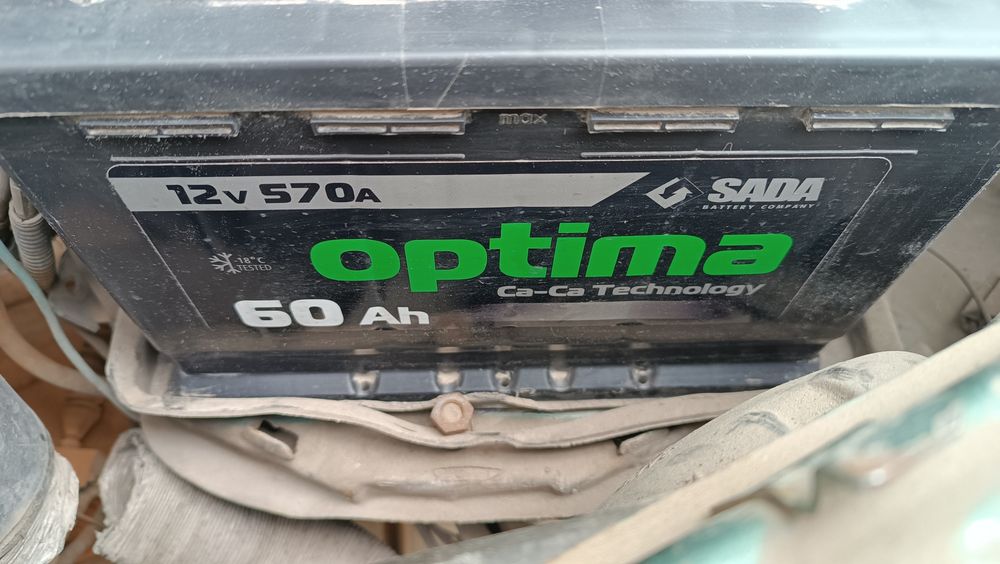 max
12v 570A
SADA
BATTERY COMPANY
optima
18°C
TESTED
Ca-Ca Technology
60 Ah